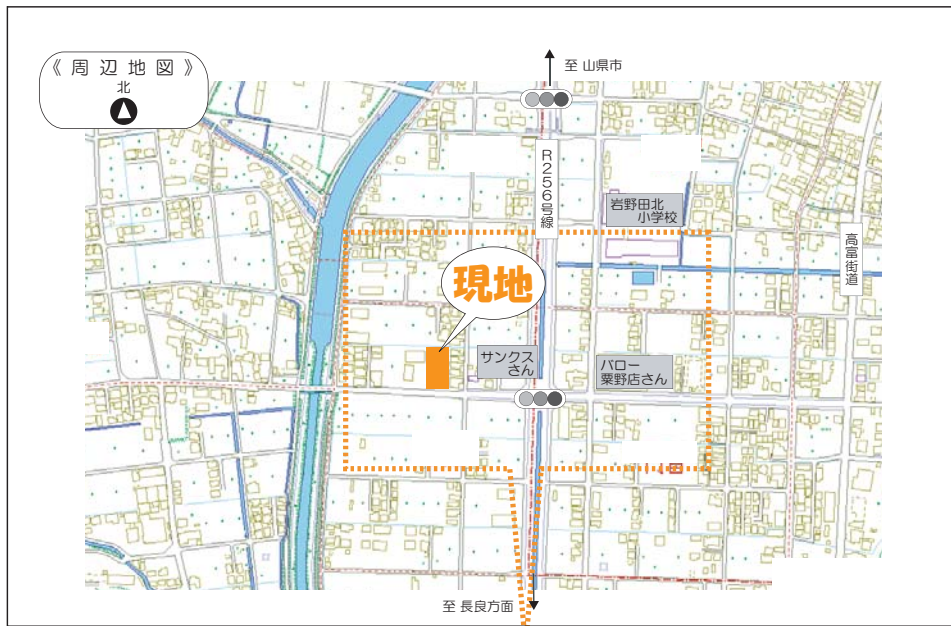 《周辺地図》
北
至 山県市
R256号線
岩野田北
小学校
高富街道
現地
サンクス
さん
バロー
粟野店さん
至 長良方面